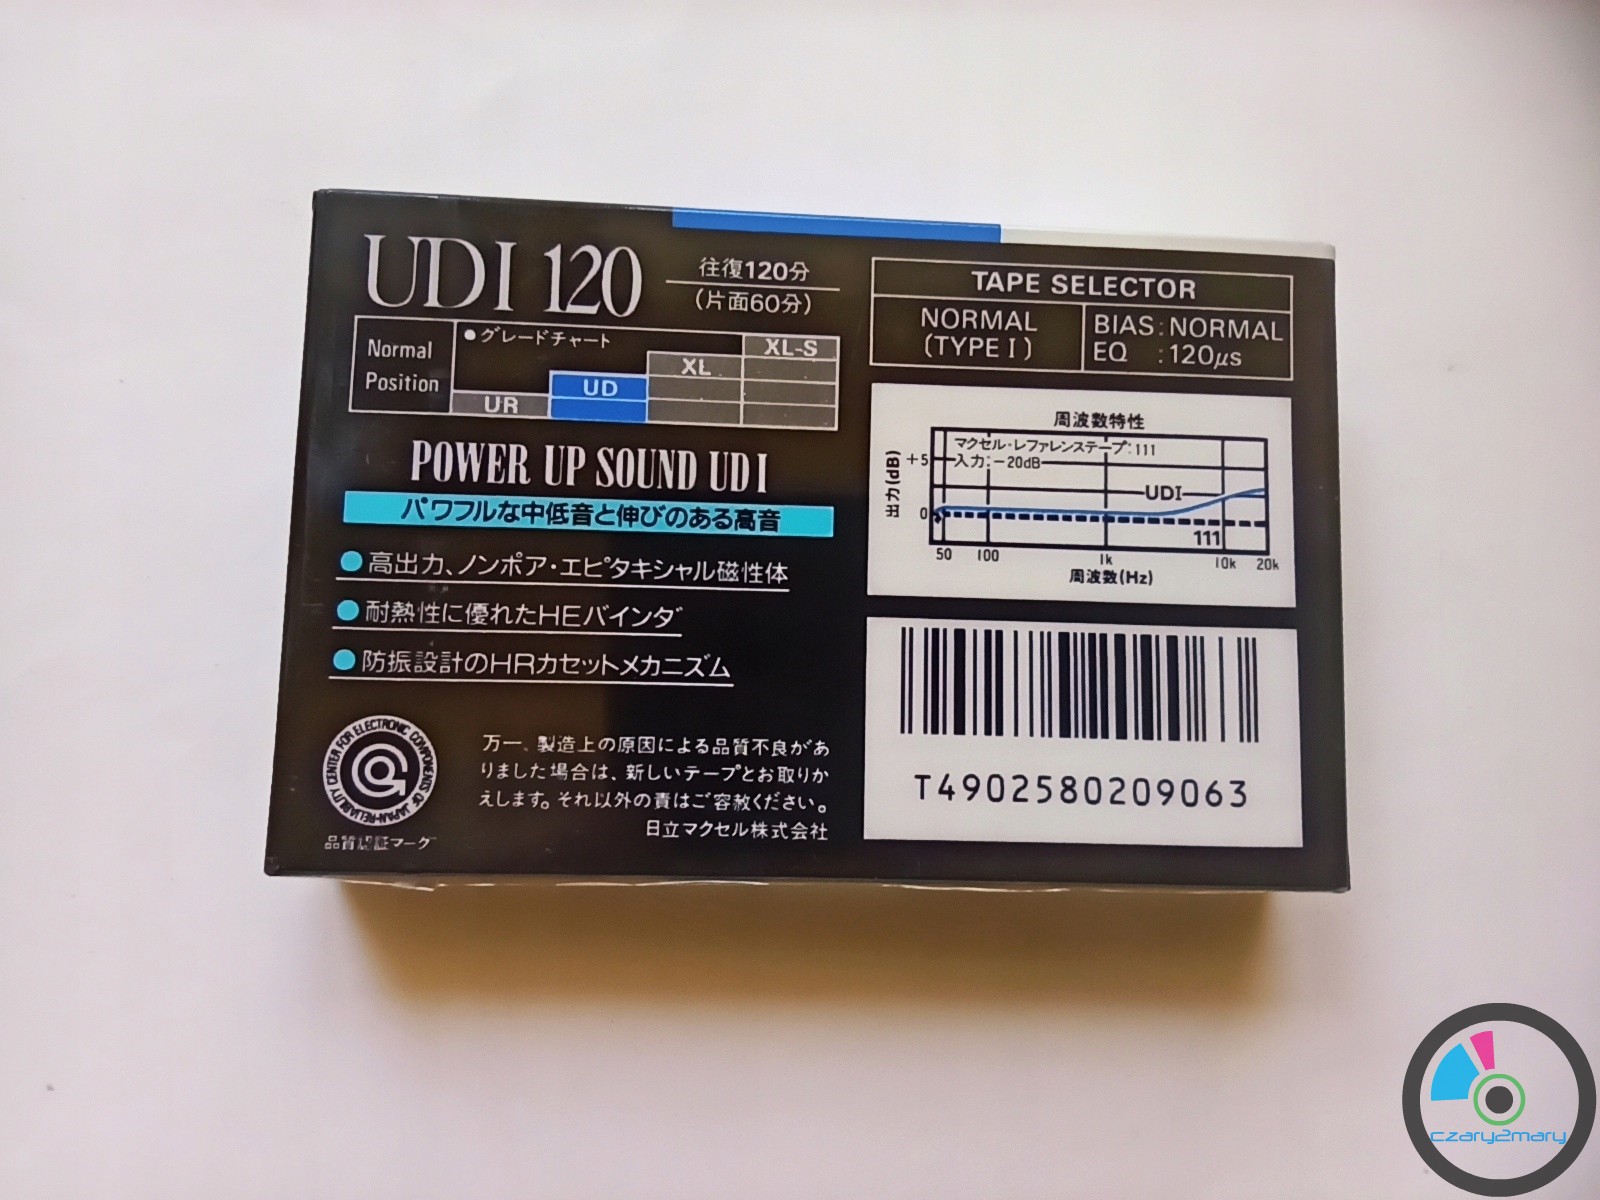 UDI 120
往復120分
(片面60分)
Normal
Position
●グレードチャート
UR
UD
XL
XL-S
POWER UP SOUND UD I
パワフルな中低音と伸びのある高音
●高出力、ノンポア・エピタキシャル磁性体
●耐熱性に優れたHEバインダ
●防振設計のHRカセットメカニズム
RELIABILITY CENTER FOR ELECTRONIC COMPONENTS OF JAPAN
品質認証マーク
万一、製造上の原因による品質不良があ
りました場合は、新しいテープとお取りか
えします。それ以外の責はご容赦ください。
日立マクセル株式会社
TAPE SELECTOR
NORMAL
(TYPE I)
BIAS:NORMAL
EQ :120μs
周波数特性
マクセル・レファレンステープ:111
入力:−20dB
出力(dB)
+5
0
UDI
111
50 100 1k 10k 20k
周波数(Hz)
T4902580209063
czary2mary